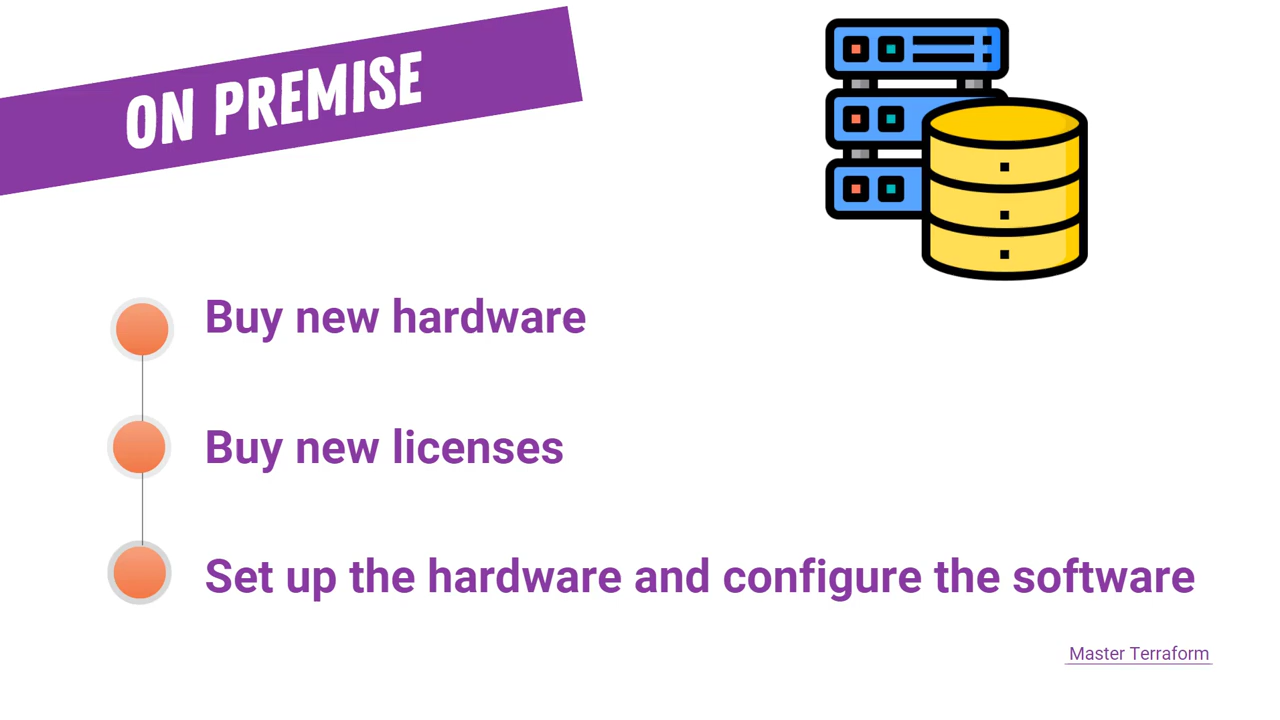 ON PREMISE
Buy new hardware
Buy new licenses
Set up the hardware and configure the software
Master Terraform